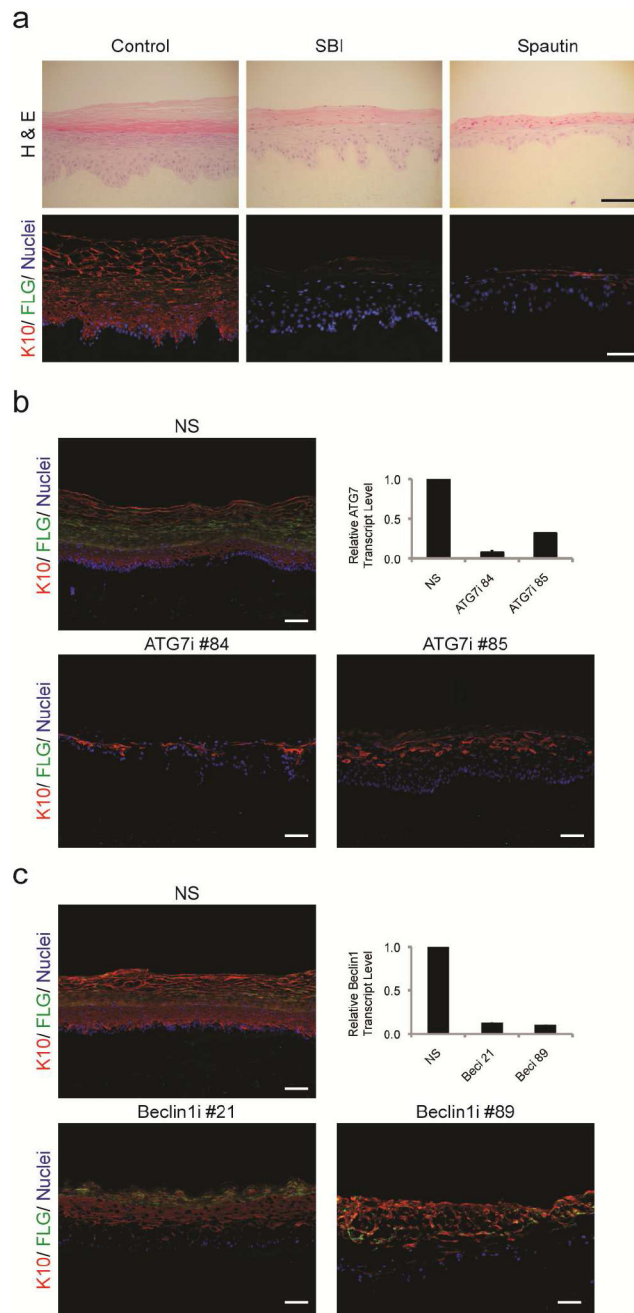 a
Control SBI Spautin
H & E
K10/ FLG/ Nuclei
b
NS
K10/ FLG/ Nuclei
Relative ATG7
Transcript Level
1.0
0.5
0.0
NS
ATG7i 84
ATG7i 85
ATG7i #84 ATG7i #85
K10/ FLG/ Nuclei
c
NS
K10/ FLG/ Nuclei
Relative Beclin1
Transcript Level
1.0
0.5
0.0
NS
Beci 21
Beci 89
Beclin1i #21 Beclin1i #89
K10/ FLG/ Nuclei